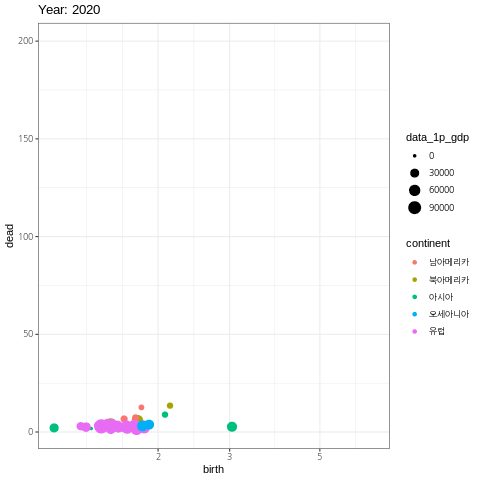 Year: 2020
200
150
100
50
0
dead
2
3
5
birth
data_1p_gdp
0
30000
60000
90000
continent
남아메리카
북아메리카
아시아
오세아니아
유럽